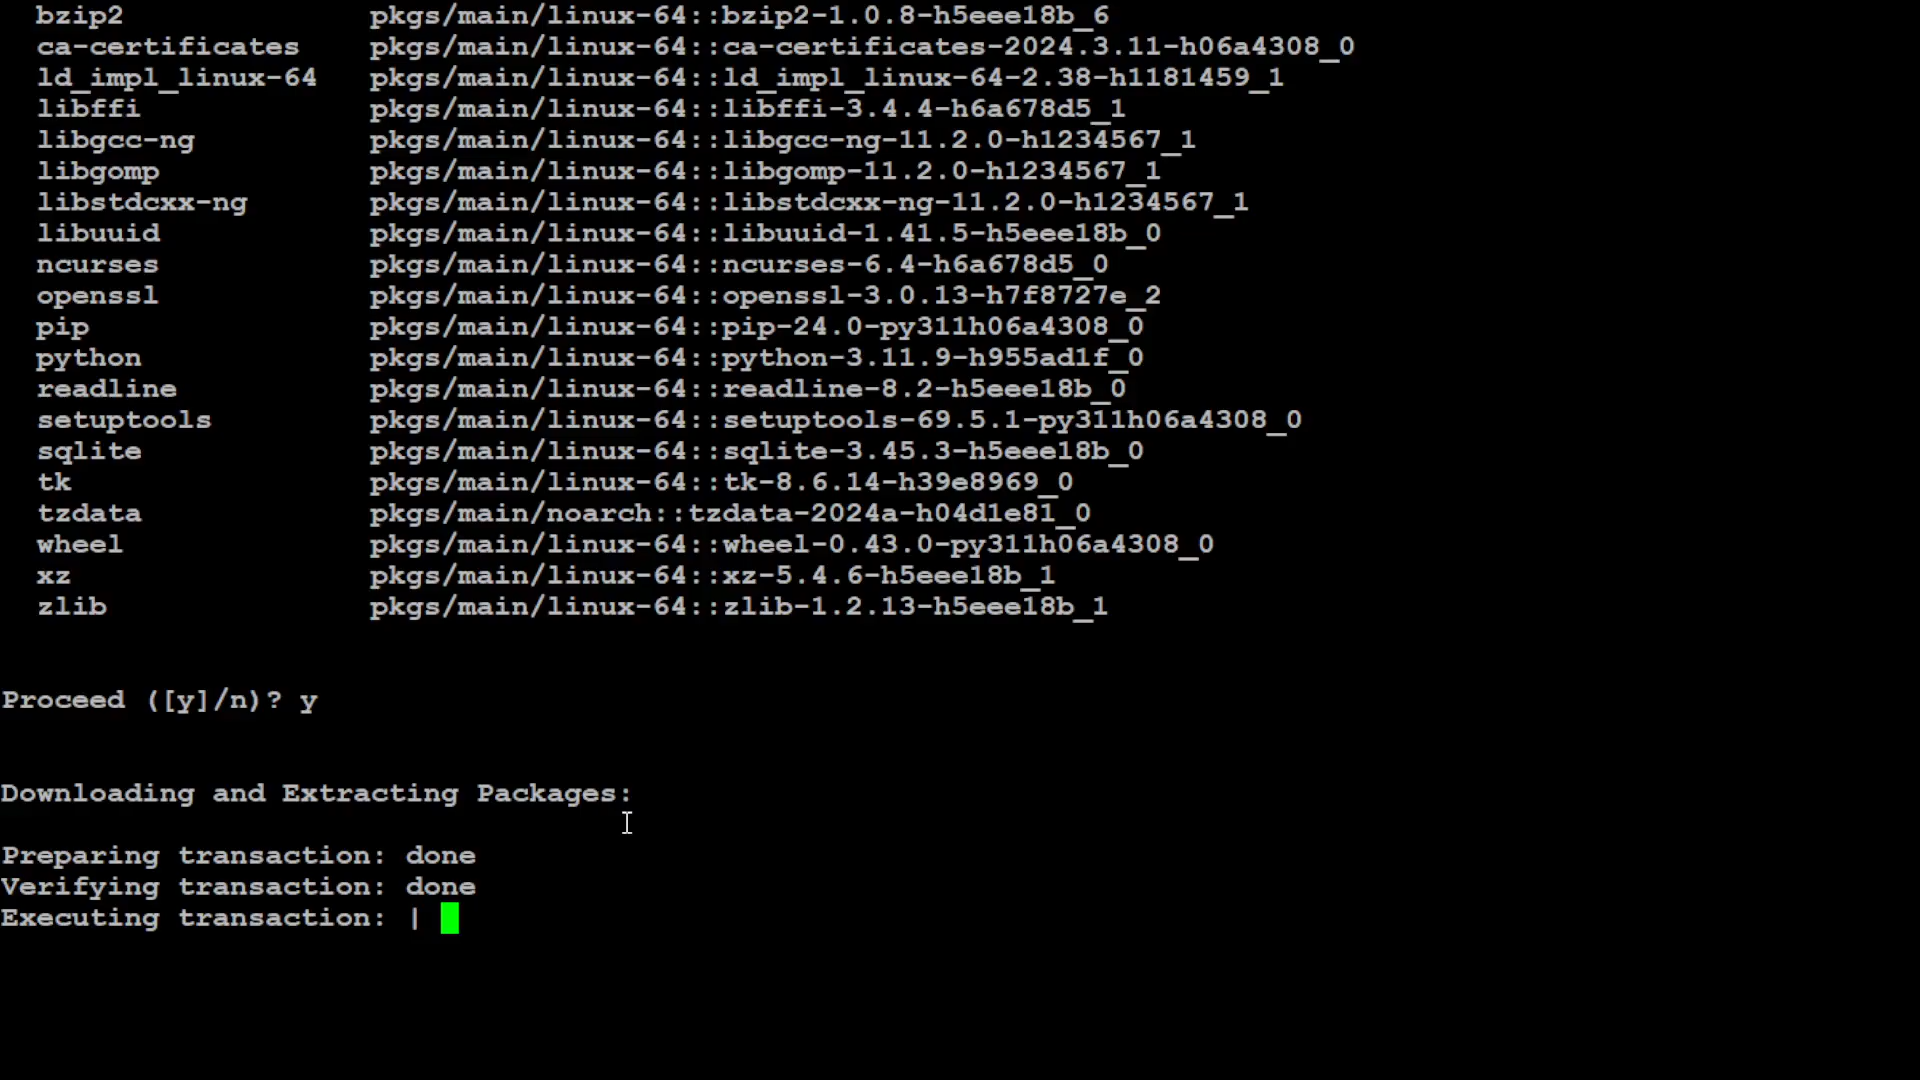 bzip2 pkgs/main/linux-64::bzip2-1.0.8-h5eee18b_6
ca-certificates pkgs/main/linux-64::ca-certificates-2024.3.11-h06a4308_0
ld_impl_linux-64 pkgs/main/linux-64::ld_impl_linux-64-2.38-h1181459_1
libffi pkgs/main/linux-64::libffi-3.4.4-h6a678d5_1
libgcc-ng pkgs/main/linux-64::libgcc-ng-11.2.0-h1234567_1
libgomp pkgs/main/linux-64::libgomp-11.2.0-h1234567_1
libstdcxx-ng pkgs/main/linux-64::libstdcxx-ng-11.2.0-h1234567_1
libuuid pkgs/main/linux-64::libuuid-1.41.5-h5eee18b_0
ncurses pkgs/main/linux-64::ncurses-6.4-h6a678d5_0
openssl pkgs/main/linux-64::openssl-3.0.13-h7f8727e_2
pip pkgs/main/linux-64::pip-24.0-py311h06a4308_0
python pkgs/main/linux-64::python-3.11.9-h955ad1f_0
readline pkgs/main/linux-64::readline-8.2-h5eee18b_0
setuptools pkgs/main/linux-64::setuptools-69.5.1-py311h06a4308_0
sqlite pkgs/main/linux-64::sqlite-3.45.3-h5eee18b_0
tk pkgs/main/linux-64::tk-8.6.14-h39e8969_0
tzdata pkgs/main/noarch::tzdata-2024a-h04d1e81_0
wheel pkgs/main/linux-64::wheel-0.43.0-py311h06a4308_0
xz pkgs/main/linux-64::xz-5.4.6-h5eee18b_1
zlib pkgs/main/linux-64::zlib-1.2.13-h5eee18b_1
Proceed ([y]/n)? y
Downloading and Extracting Packages:
Preparing transaction: done
Verifying transaction: done
Executing transaction: |